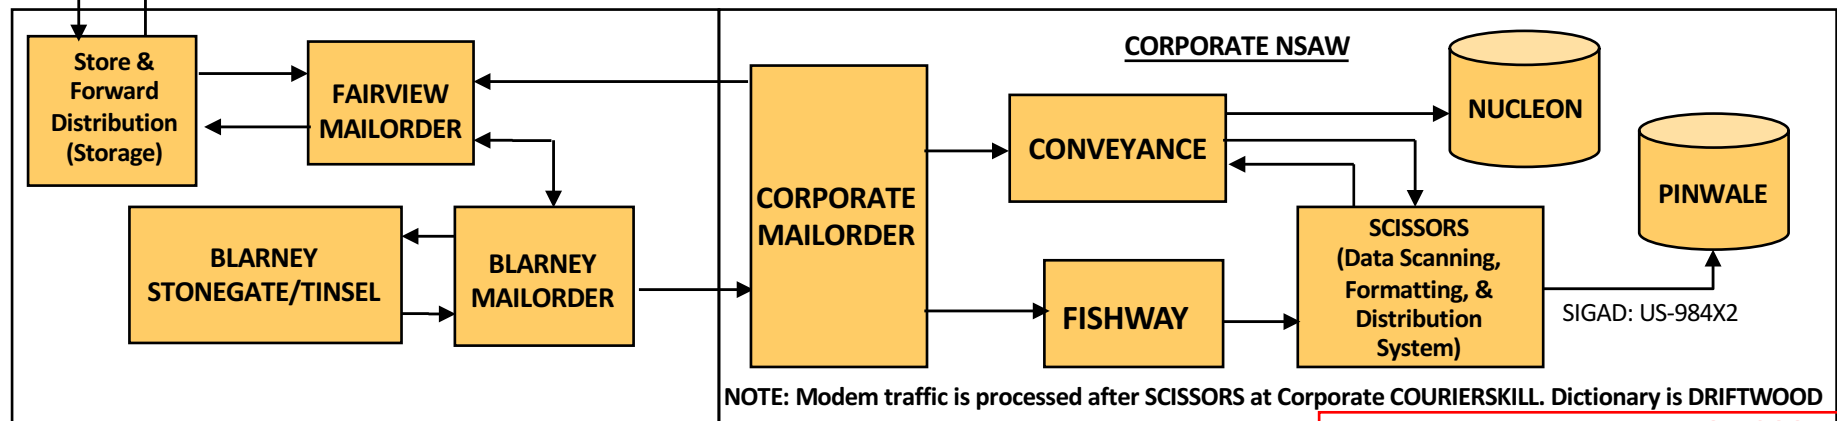 Store &
Forward
Distribution
(Storage)
FAIRVIEW
MAILORDER
BLARNEY
STONEGATE/TINSEL
BLARNEY
MAILORDER
CORPORATE NSAW
CORPORATE
MAILORDER
CONVEYANCE
NUCLEON
PINWALE
FISHWAY
SCISSORS
(Data Scanning,
Formatting, &
Distribution
System)
SIGAD: US-984X2
NOTE: Modem traffic is processed after SCISSORS at Corporate COURIERSKILL. Dictionary is DRIFTWOOD